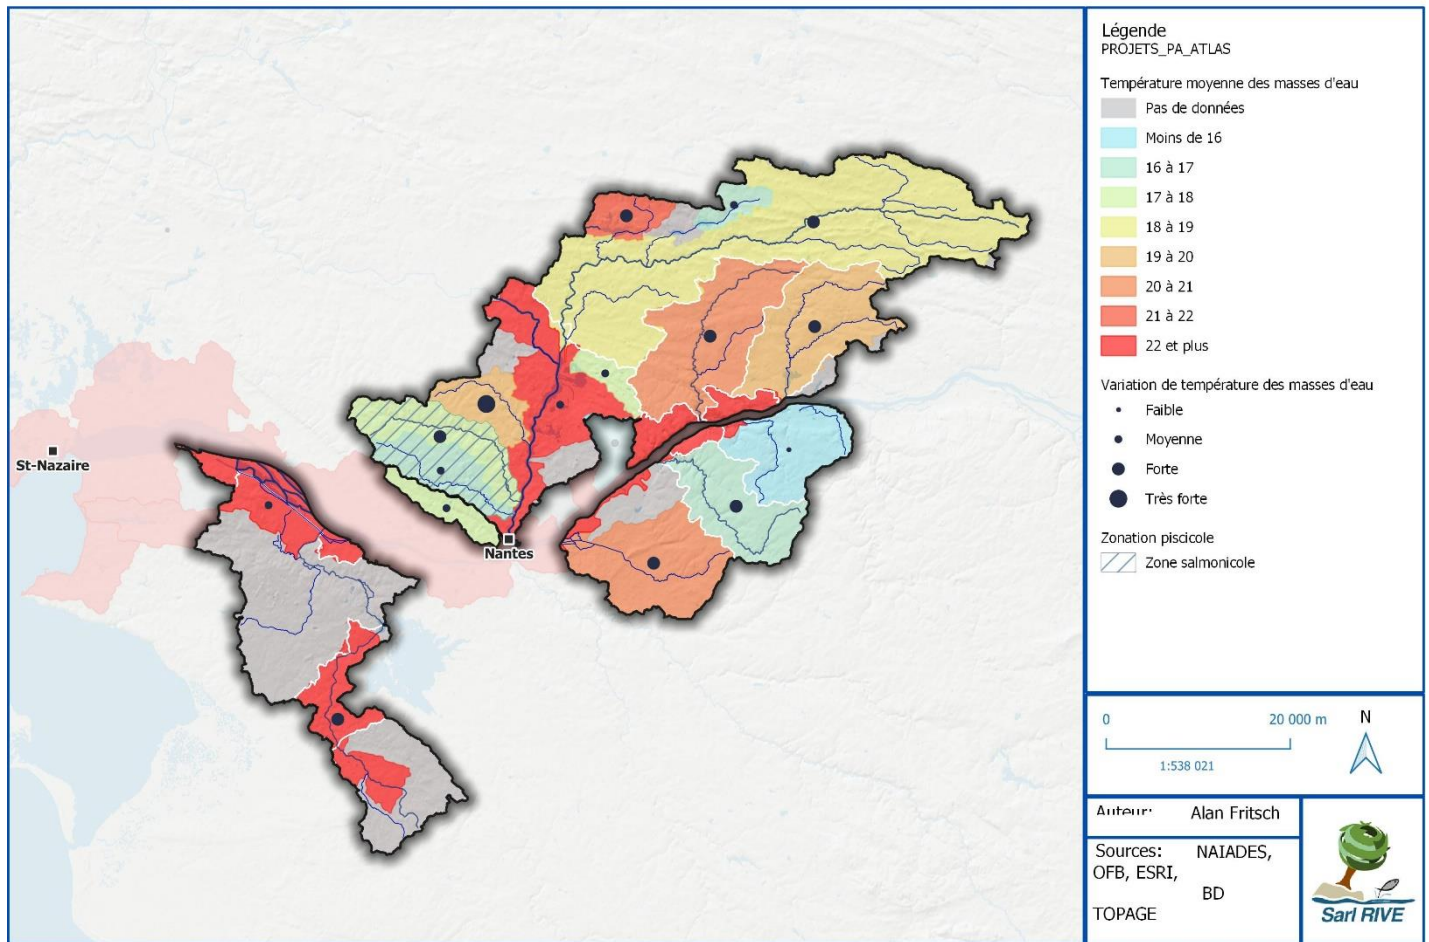 St-Nazaire
Nantes
Légende
PROJETS_PA_ATLAS
Température moyenne des masses d'eau
Pas de données
Moins de 16
16 à 17
17 à 18
18 à 19
19 à 20
20 à 21
21 à 22
22 et plus
Variation de température des masses d'eau
Faible
Moyenne
Forte
Très forte
Zonation piscicole
Zone salmonicole
0 20 000 m
N
1:538 021
Auteur: Alan Fritsch
Sources: NAIADES,
OFB, ESRI,
BD
TOPAGE
Sarl RIVE